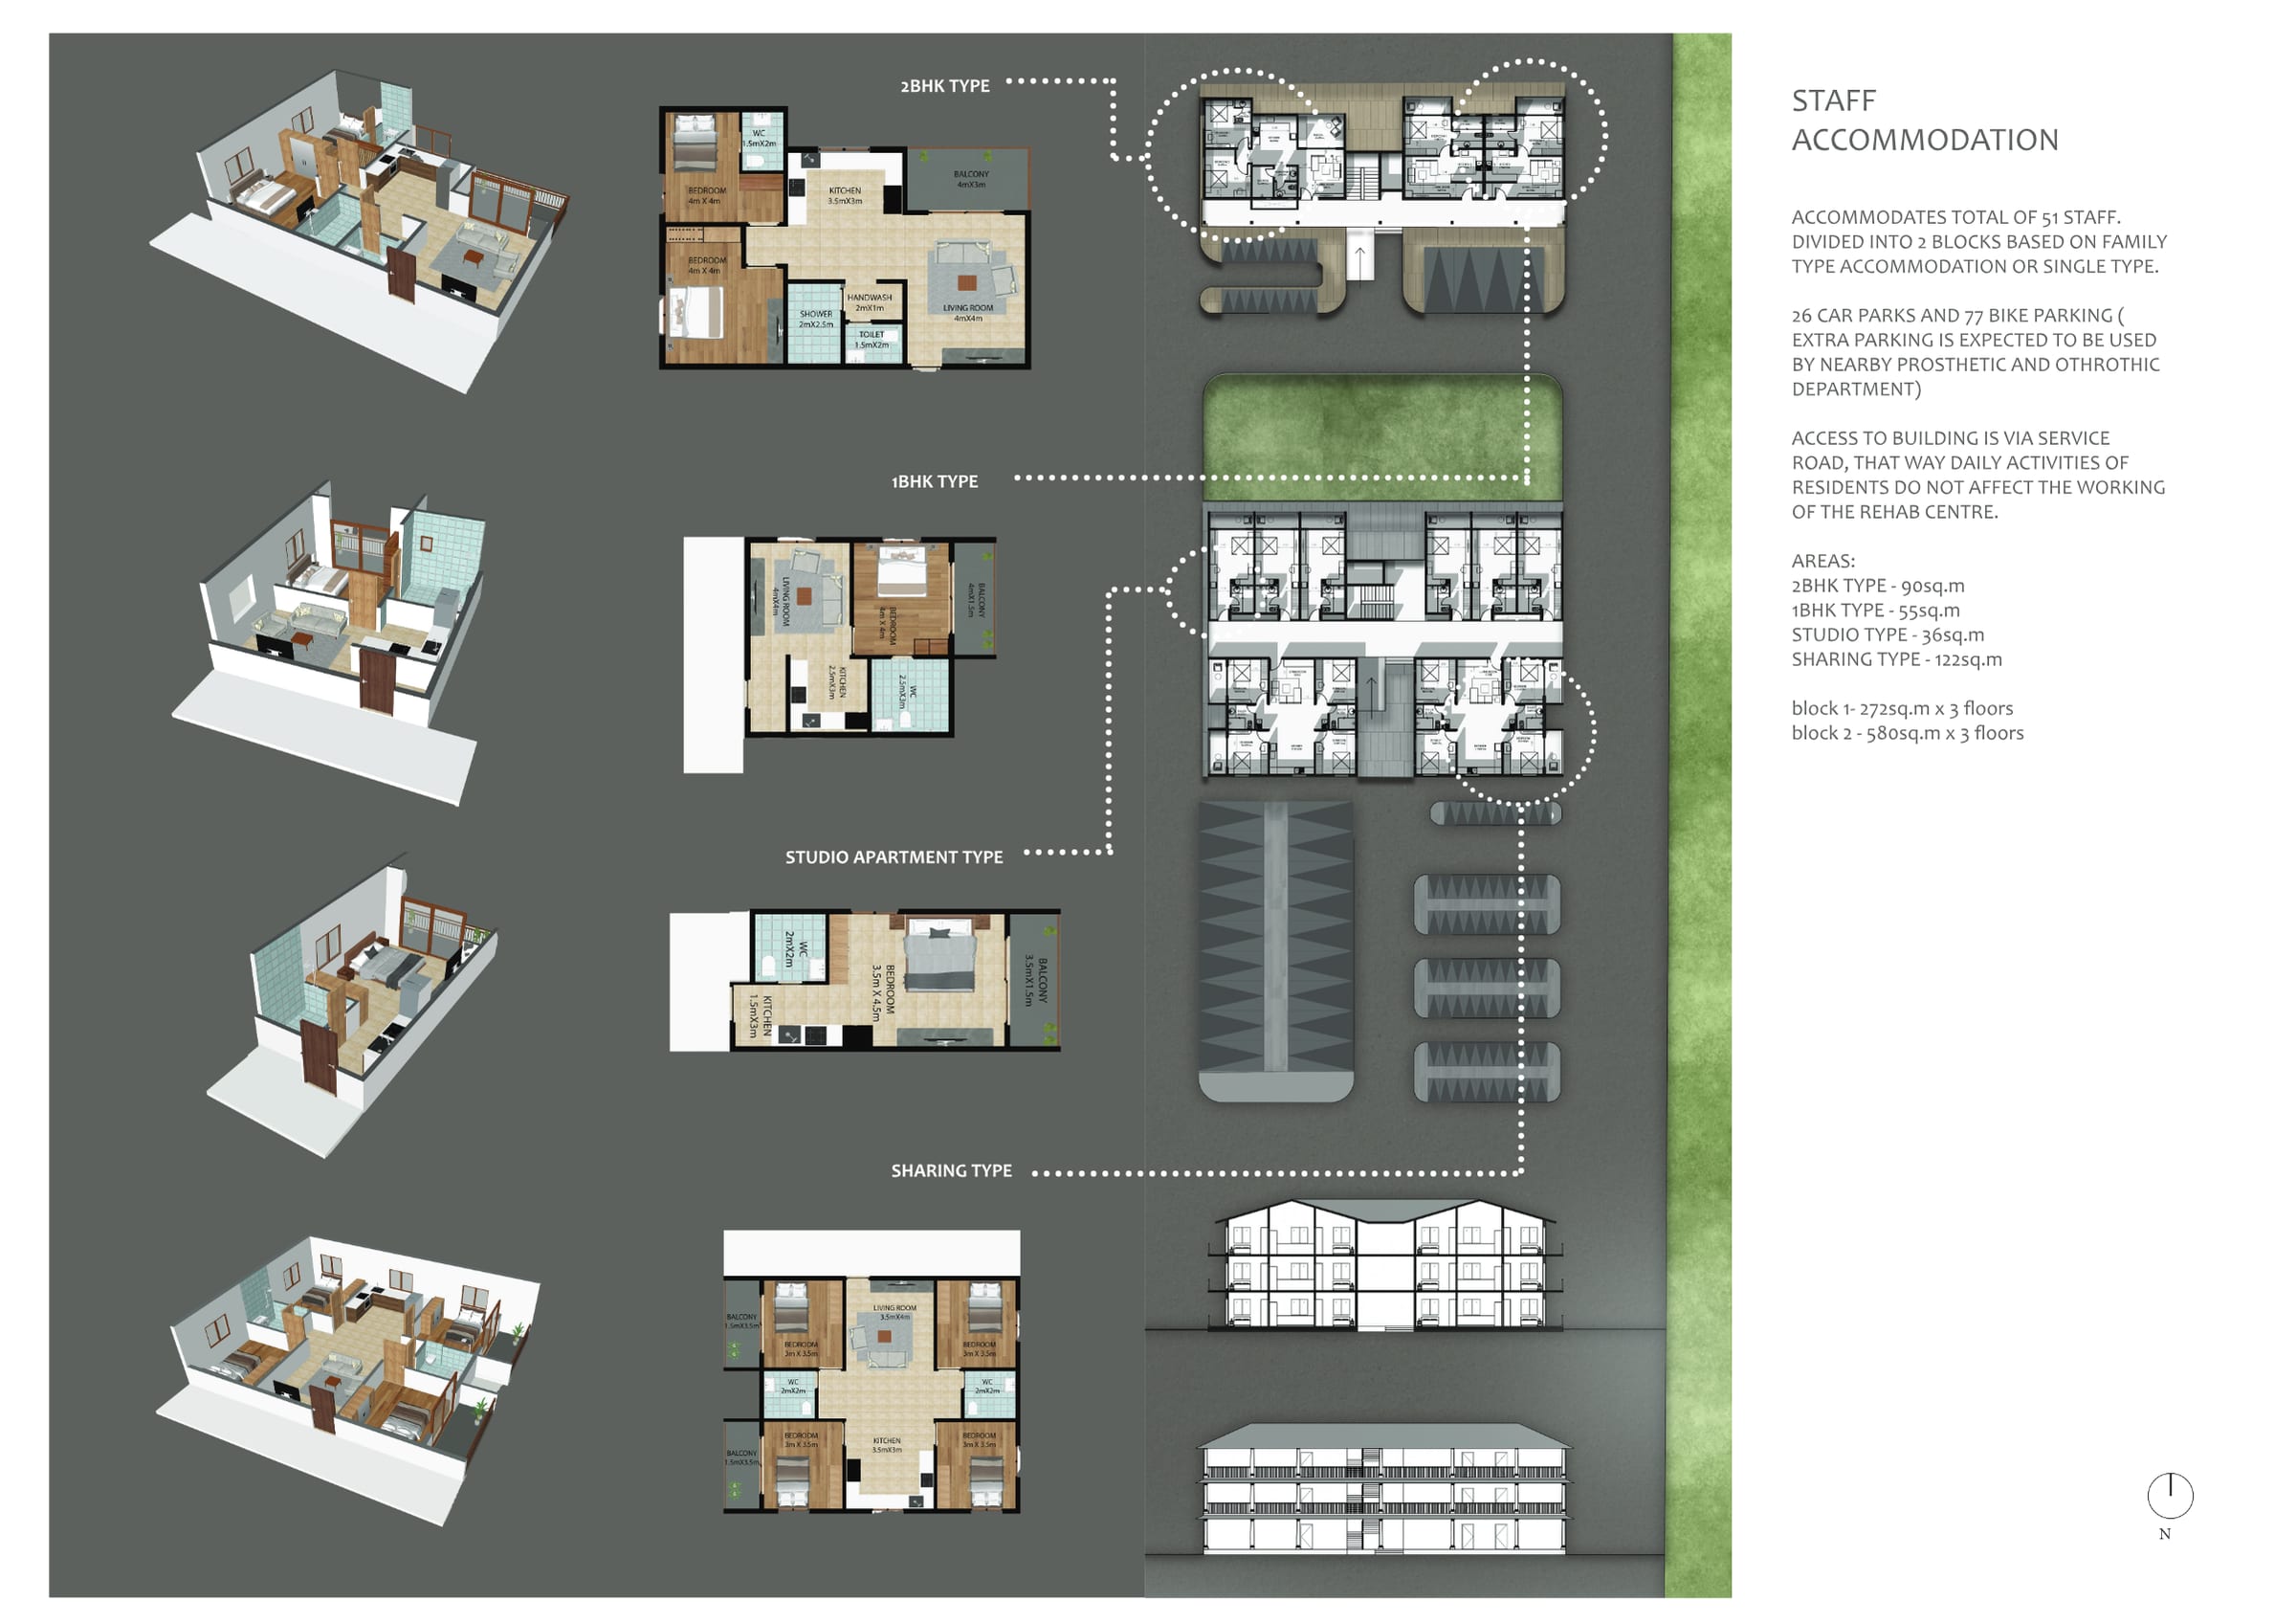 STAFF
ACCOMMODATION
ACCOMMODATES TOTAL OF 51 STAFF.
DIVIDED INTO 2 BLOCKS BASED ON FAMILY
TYPE ACCOMMODATION OR SINGLE TYPE.
26 CAR PARKS AND 77 BIKE PARKING (
EXTRA PARKING IS EXPECTED TO BE USED
BY NEARBY PROSTHETIC AND OTHROTHIC
DEPARTMENT)
ACCESS TO BUILDING IS VIA SERVICE
ROAD, THAT WAY DAILY ACTIVITIES OF
RESIDENTS DO NOT AFFECT THE WORKING
OF THE REHAB CENTRE.
AREAS:
2BHK TYPE - 90sq.m
1BHK TYPE - 55sq.m
STUDIO TYPE - 36sq.m
SHARING TYPE - 122sq.m
block 1- 272sq.m x 3 floors
block 2 - 580sq.m x 3 floors
N
2BHK TYPE
WC
1.5mX2m
BEDROOM
4m X 4m
KITCHEN
3.5mX3m
BALCONY
4mX3m
BEDROOM
4m X 4m
HANDWASH
2mX1m
SHOWER
2mX2.5m
LIVING ROOM
4mX4m
TOILET
1.5mX2m
1BHK TYPE
LIVING ROOM
4mX4m
BEDROOM
4m X 4m
BALCONY
4mX1.5m
KITCHEN
2.5mX3m
WC
2.5mX3m
STUDIO APARTMENT TYPE
WC
2mX2m
BEDROOM
3.5m X 4.5m
BALCONY
3.5mX1.5m
KITCHEN
1.5mX3m
SHARING TYPE
LIVING ROOM
3.5mX4m
BALCONY
1.5mX3.5m
BEDROOM
3m X 3.5m
BEDROOM
3m X 3.5m
WC
2mX2m
WC
2mX2m
BEDROOM
3m X 3.5m
KITCHEN
3.5mX3m
BEDROOM
3m X 3.5m
BALCONY
1.5mX3.5m